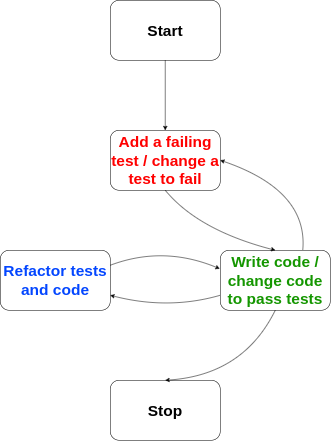 Start
Add a failing
test / change a
test to fail
Refactor tests
and code
Write code /
change code
to pass tests
Stop